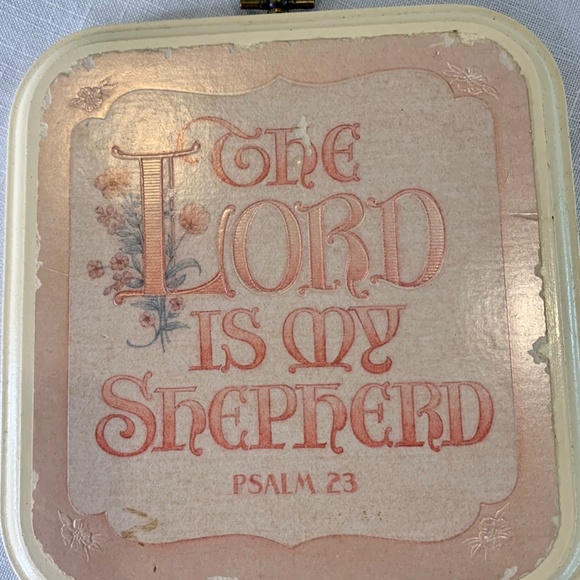 The
Lord
is my
Shepherd
PSALM 23